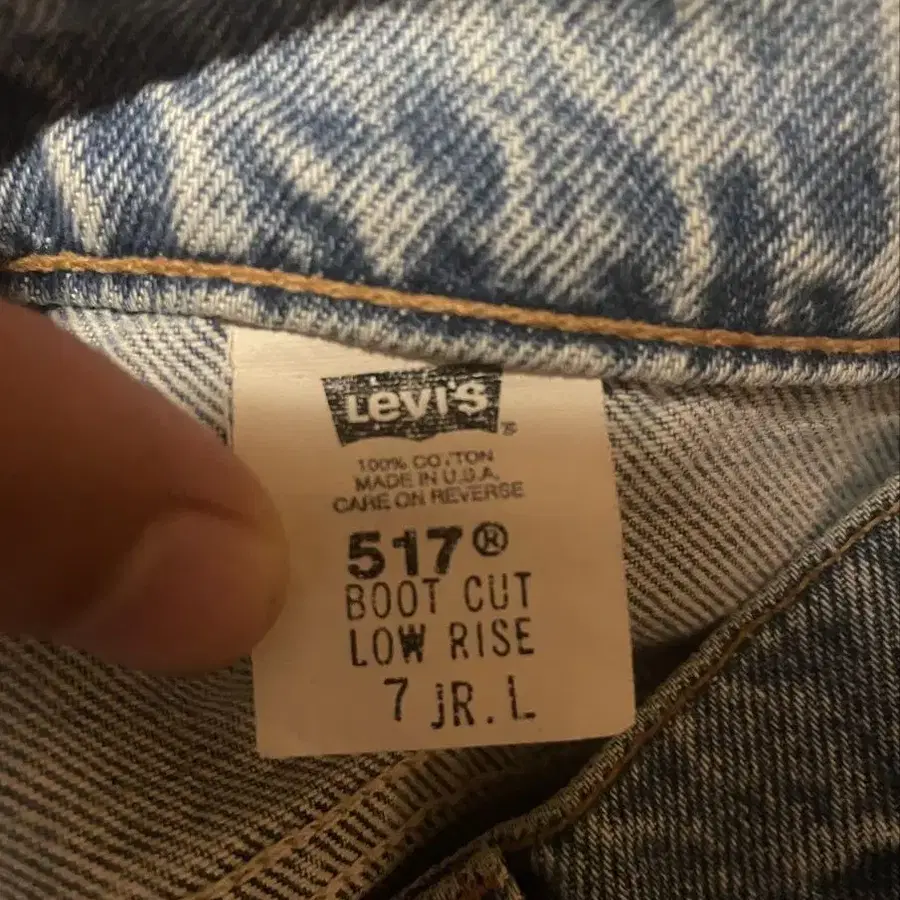 Levi's
100% COTTON
MADE IN U.S.A.
CARE ON REVERSE
517®
BOOT CUT
LOW RISE
7 JR. L